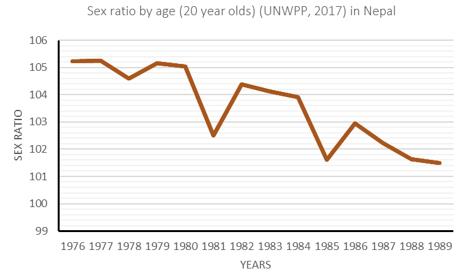 Sex ratio by age (20 year olds) (UNWPP, 2017) in Nepal
106
105
104
103
102
101
100
99
SEX RATIO
1976 1977 1978 1979 1980 1981 1982 1983 1984 1985 1986 1987 1988 1989
YEARS